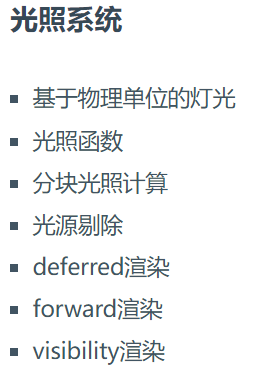 光照系统
基于物理单位的灯光
光照函数
分块光照计算
光源剔除
deferred渲染
forward渲染
visibility渲染